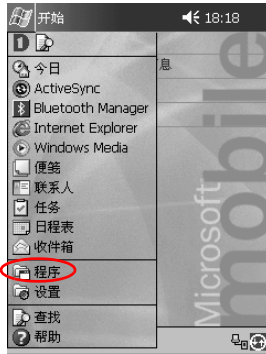 开始 18:18
今日
息
ActiveSync
Bluetooth Manager
Internet Explorer
Windows Media
便笺
联系人
任务
日程表
收件箱
程序
设置
查找
帮助
Microsoft
mobile